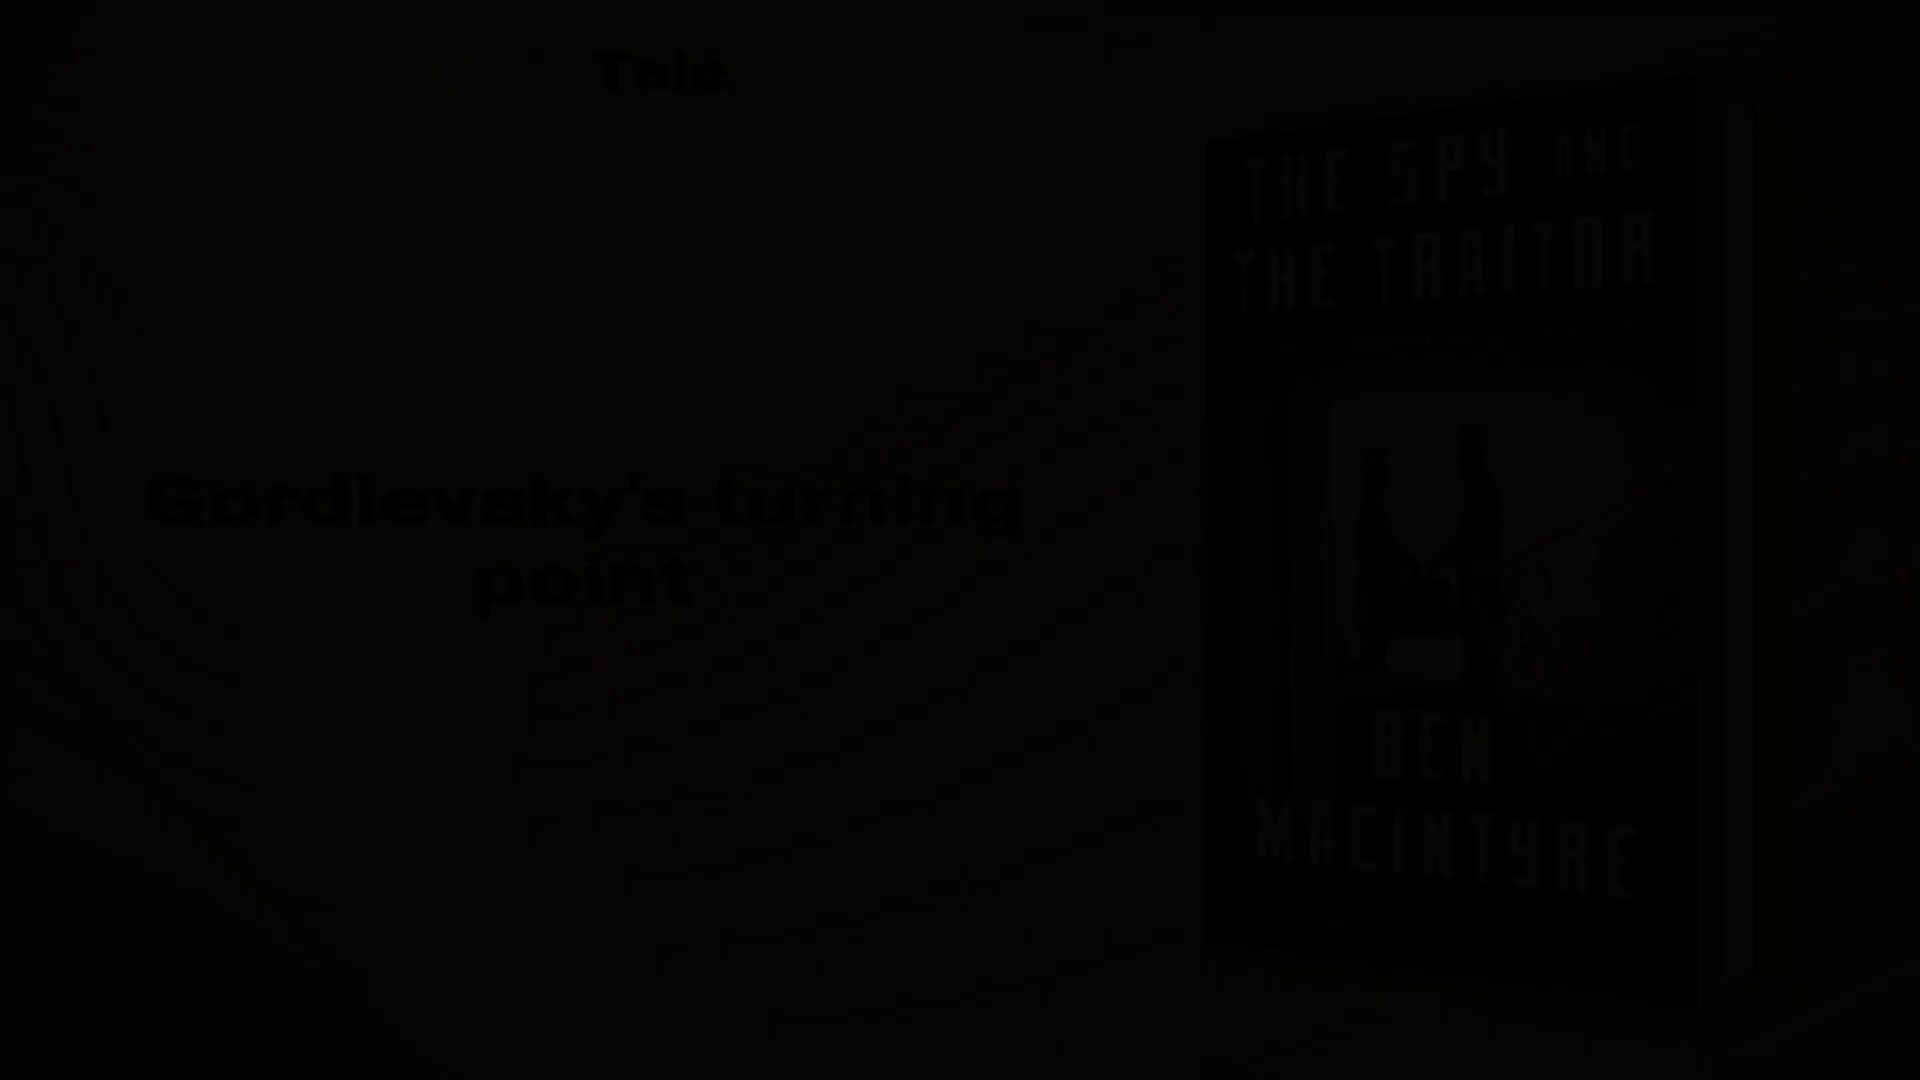 Tale
THE SPY AND
THE TRAITOR
Gordievsky's turning
point
BEN
MACINTYRE